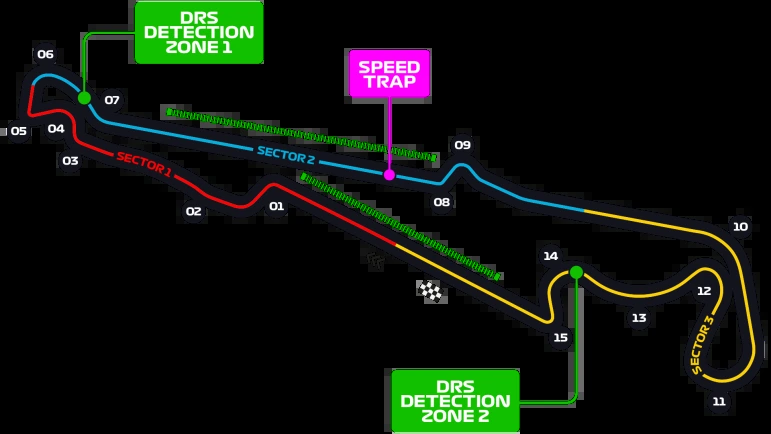 DRS
DETECTION
ZONE 1
06
SPEED
TRAP
07
05
04
09
03
SECTOR 1
SECTOR 2
02
01
08
10
14
12
13
15
SECTOR 3
11
DRS
DETECTION
ZONE 2